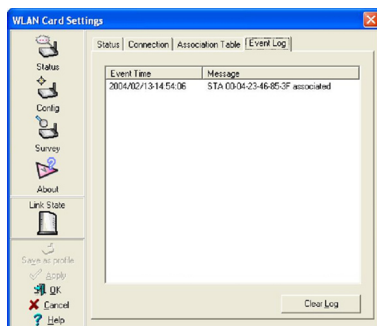 WLAN Card Settings
Status
Config
Survey
About
Link State
Save as profile
Apply
OK
Cancel
Help
Status Connection Association Table Event Log
Event Time Message
2004/02/13-14:54:06 STA 00-04-23-46-85-3F associated
Clear Log